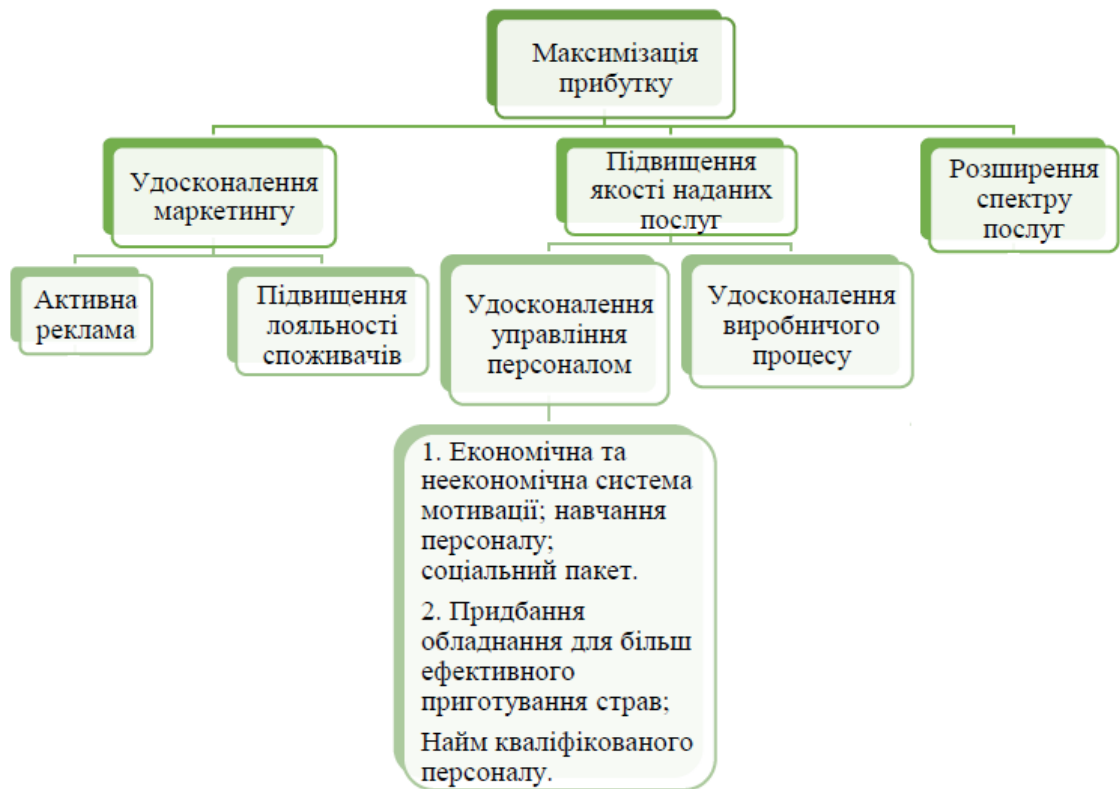 Максимізація
прибутку
Удосконалення
маркетингу
Підвищення
якості наданих
послуг
Розширення
спектру
послуг
Активна
реклама
Підвищення
лояльності
споживачів
Удосконалення
управління
персоналом
Удосконалення
виробничого
процесу
1. Економічна та
неекономічна система
мотивації; навчання
персоналу;
соціальний пакет.
2. Придбання
обладнання для більш
ефективного
приготування страв;
Найм кваліфікованого
персоналу.